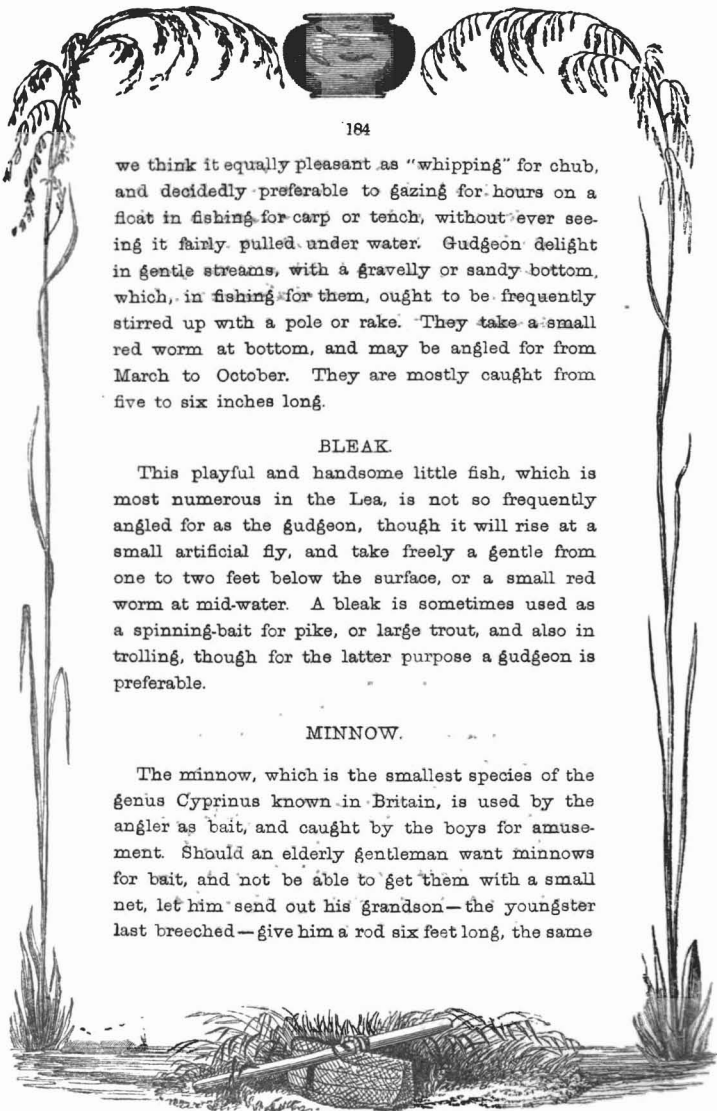 184
we think it equally pleasant as "whipping" for chub,
and decidedly preferable to gazing for hours on a
float in fishing for carp or tench, without ever see-
ing it fairly pulled under water. Gudgeon delight
in gentle streams, with a gravelly or sandy bottom,
which, in fishing for them, ought to be frequently
stirred up with a pole or rake. They take a small
red worm at bottom, and may be angled for from
March to October. They are mostly caught from
five to six inches long.
BLEAK.
This playful and handsome little fish, which is
most numerous in the Lea, is not so frequently
angled for as the gudgeon, though it will rise at a
small artificial fly, and take freely a gentle from
one to two feet below the surface, or a small red
worm at mid-water. A bleak is sometimes used as
a spinning-bait for pike, or large trout, and also in
trolling, though for the latter purpose a gudgeon is
preferable.
MINNOW.
The minnow, which is the smallest species of the
genus Cyprinus known in Britain, is used by the
angler as bait, and caught by the boys for amuse-
ment. Should an elderly gentleman want minnows
for bait, and not be able to get them with a small
net, let him send out his grandson—the youngster
last breeched—give him a rod six feet long, the same